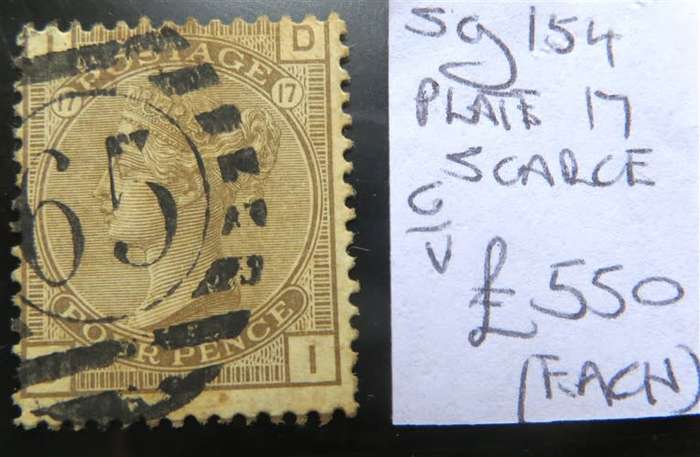 I D
POSTAGE
17 17
65
FOUR PENCE
I
SG 154
PLATE 17
SCARCE
C
V
£550
(EACH)